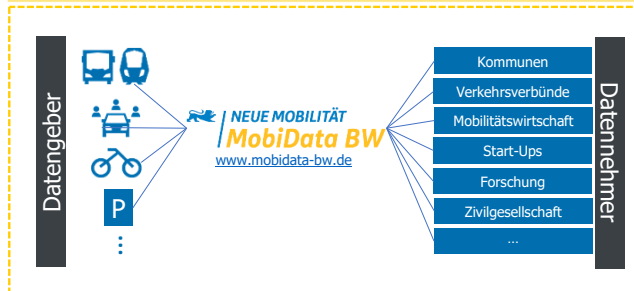 Datengeber
P
NEUE MOBILITÄT
MobiData BW
www.mobidata-bw.de
Kommunen
Verkehrsverbünde
Mobilitätswirtschaft
Start-Ups
Forschung
Zivilgesellschaft
...
Datennehmer